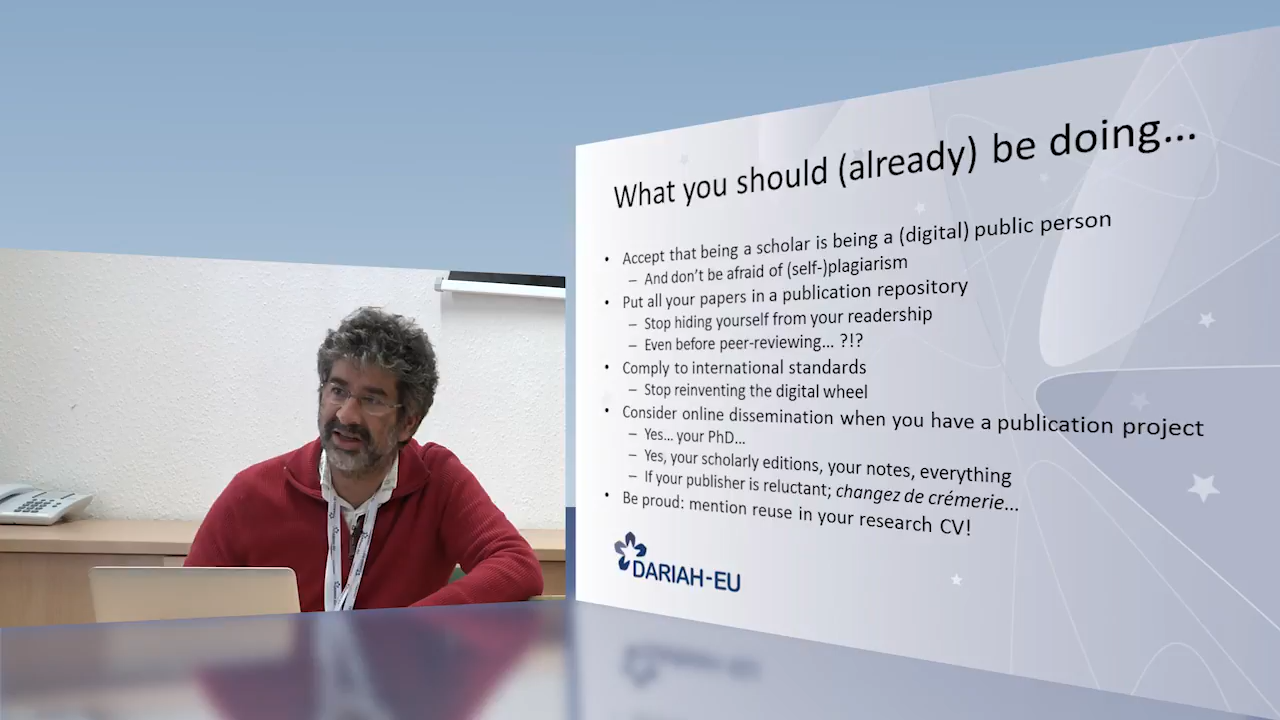 What you should (already) be doing...
• Accept that being a scholar is being a (digital) public person
– And don't be afraid of (self-)plagiarism
• Put all your papers in a publication repository
– Stop hiding yourself from your readership
– Even before peer-reviewing... ?!?
• Comply to international standards
– Stop reinventing the digital wheel
• Consider online dissemination when you have a publication project
– Yes... your PhD...
– Yes, your scholarly editions, your notes, everything
– If your publisher is reluctant; changez de crémerie...
• Be proud: mention reuse in your research CV!
DARIAH-EU